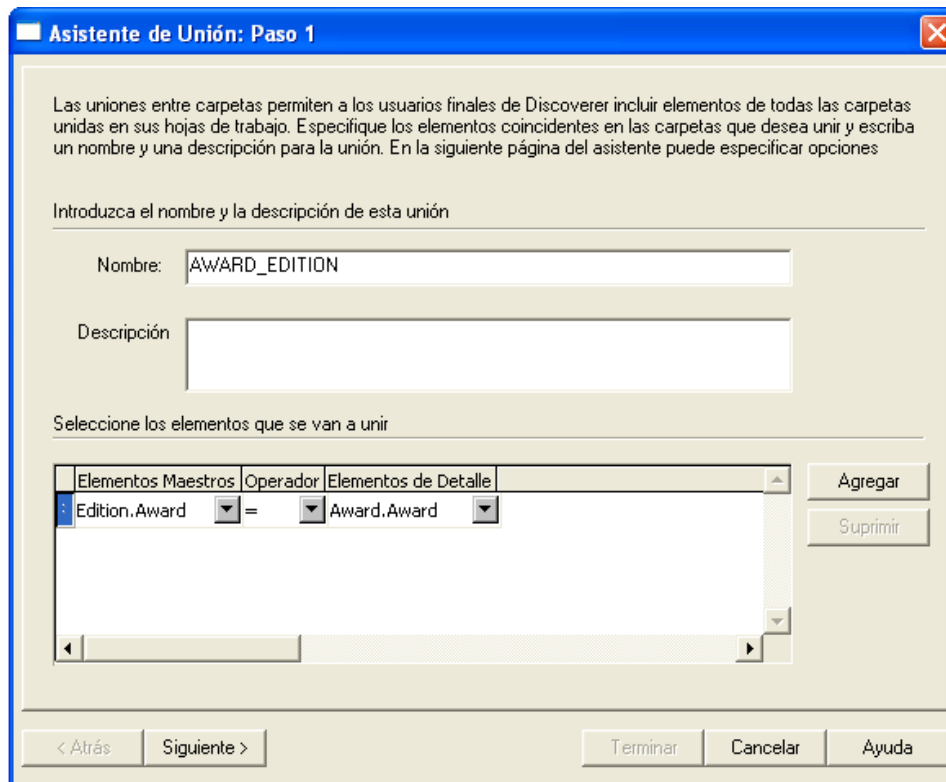 Asistente de Unión: Paso 1
Las uniones entre carpetas permiten a los usuarios finales de Discoverer incluir elementos de todas las carpetas
unidas en sus hojas de trabajo. Especifique los elementos coincidentes en las carpetas que desea unir y escriba
un nombre y una descripción para la unión. En la siguiente página del asistente puede especificar opciones
Introduzca el nombre y la descripción de esta unión
Nombre: AWARD_EDITION
Descripción
Seleccione los elementos que se van a unir
Elementos Maestros Operador Elementos de Detalle
Edition.Award = Award.Award
Agregar
Suprimir
< Atrás Siguiente > Terminar Cancelar Ayuda